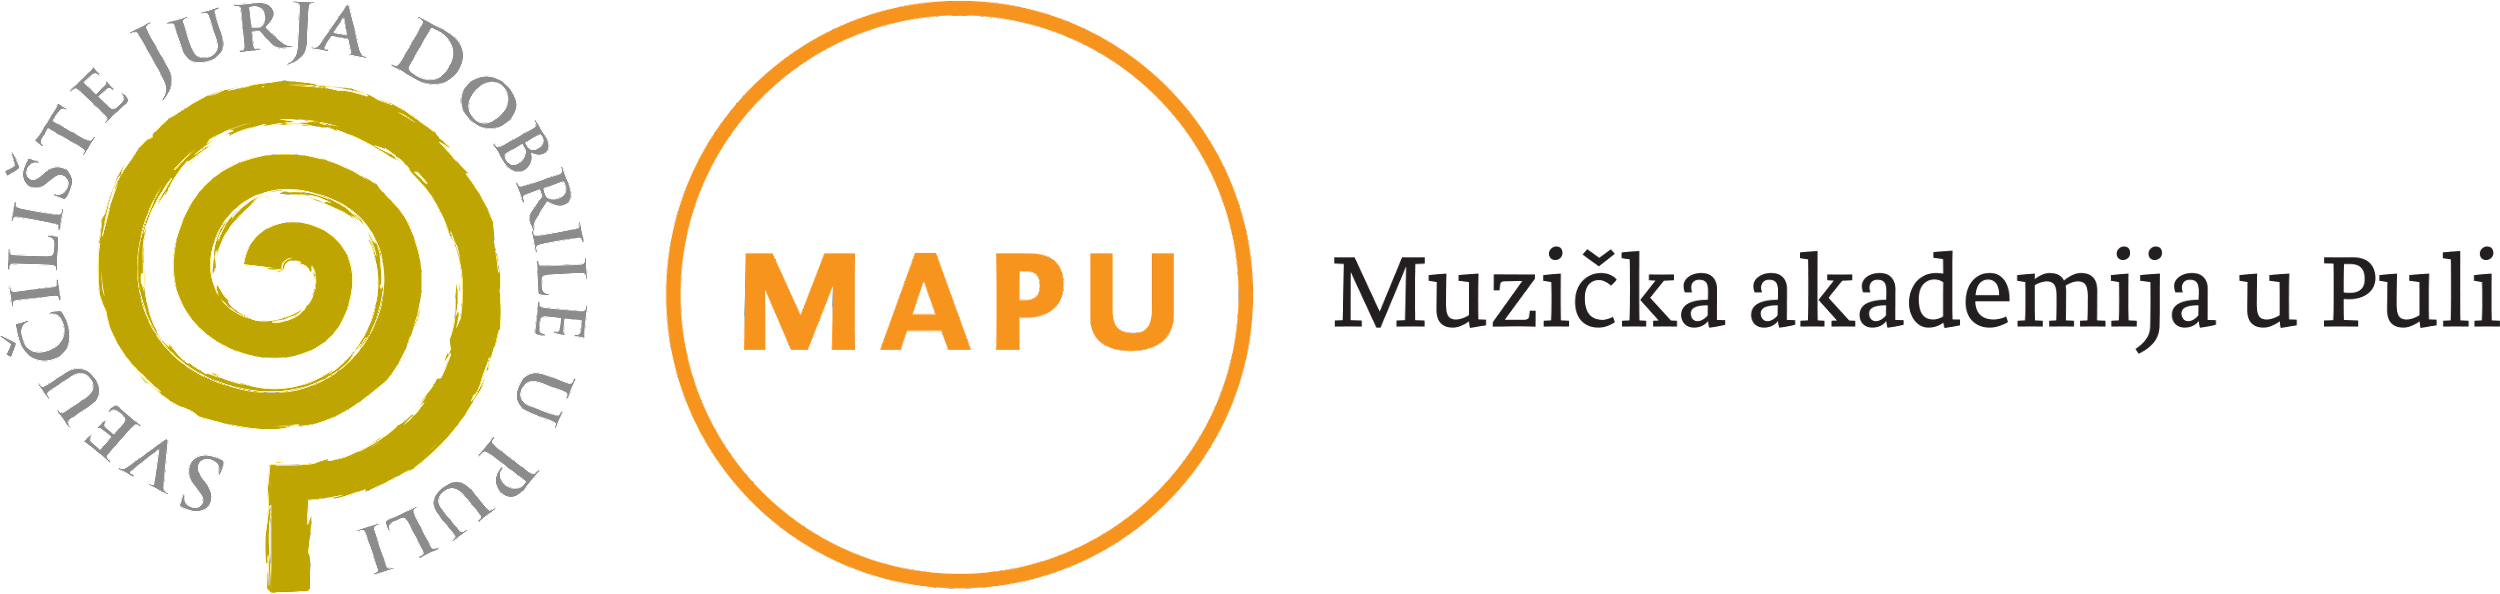 SVEUČILIŠTE JURJA DOBRILE U PULI
MAPU
Muzička akademija u Puli